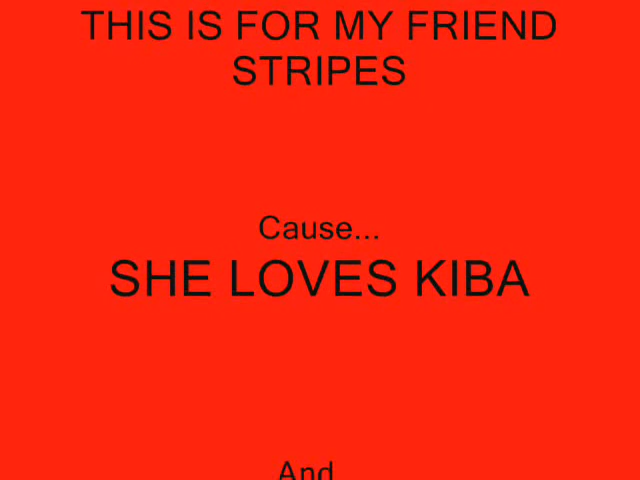 THIS IS FOR MY FRIEND
STRIPES
Cause...
SHE LOVES KIBA
And